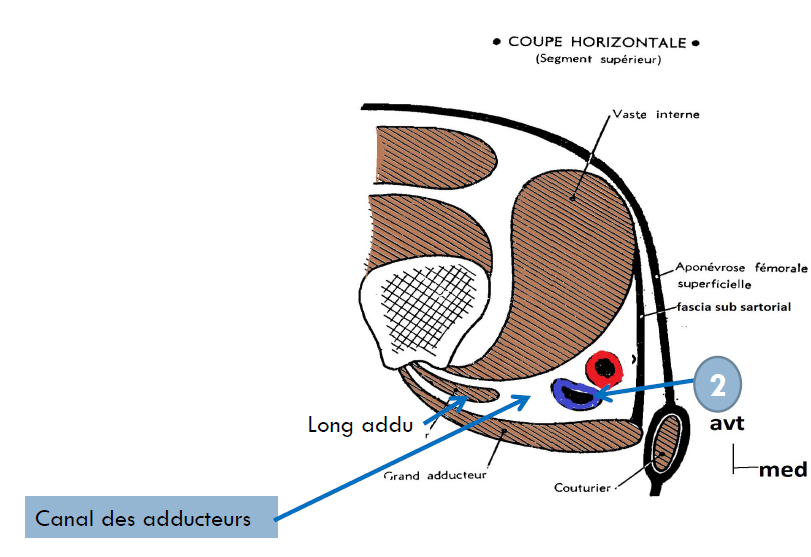 • COUPE HORIZONTALE •
(Segment supérieur)
Vaste interne
Aponévrose fémorale
superficielle
fascia sub sartorial
2
avt
med
Long addu
r
Grand adducteur
Couturier
Canal des adducteurs